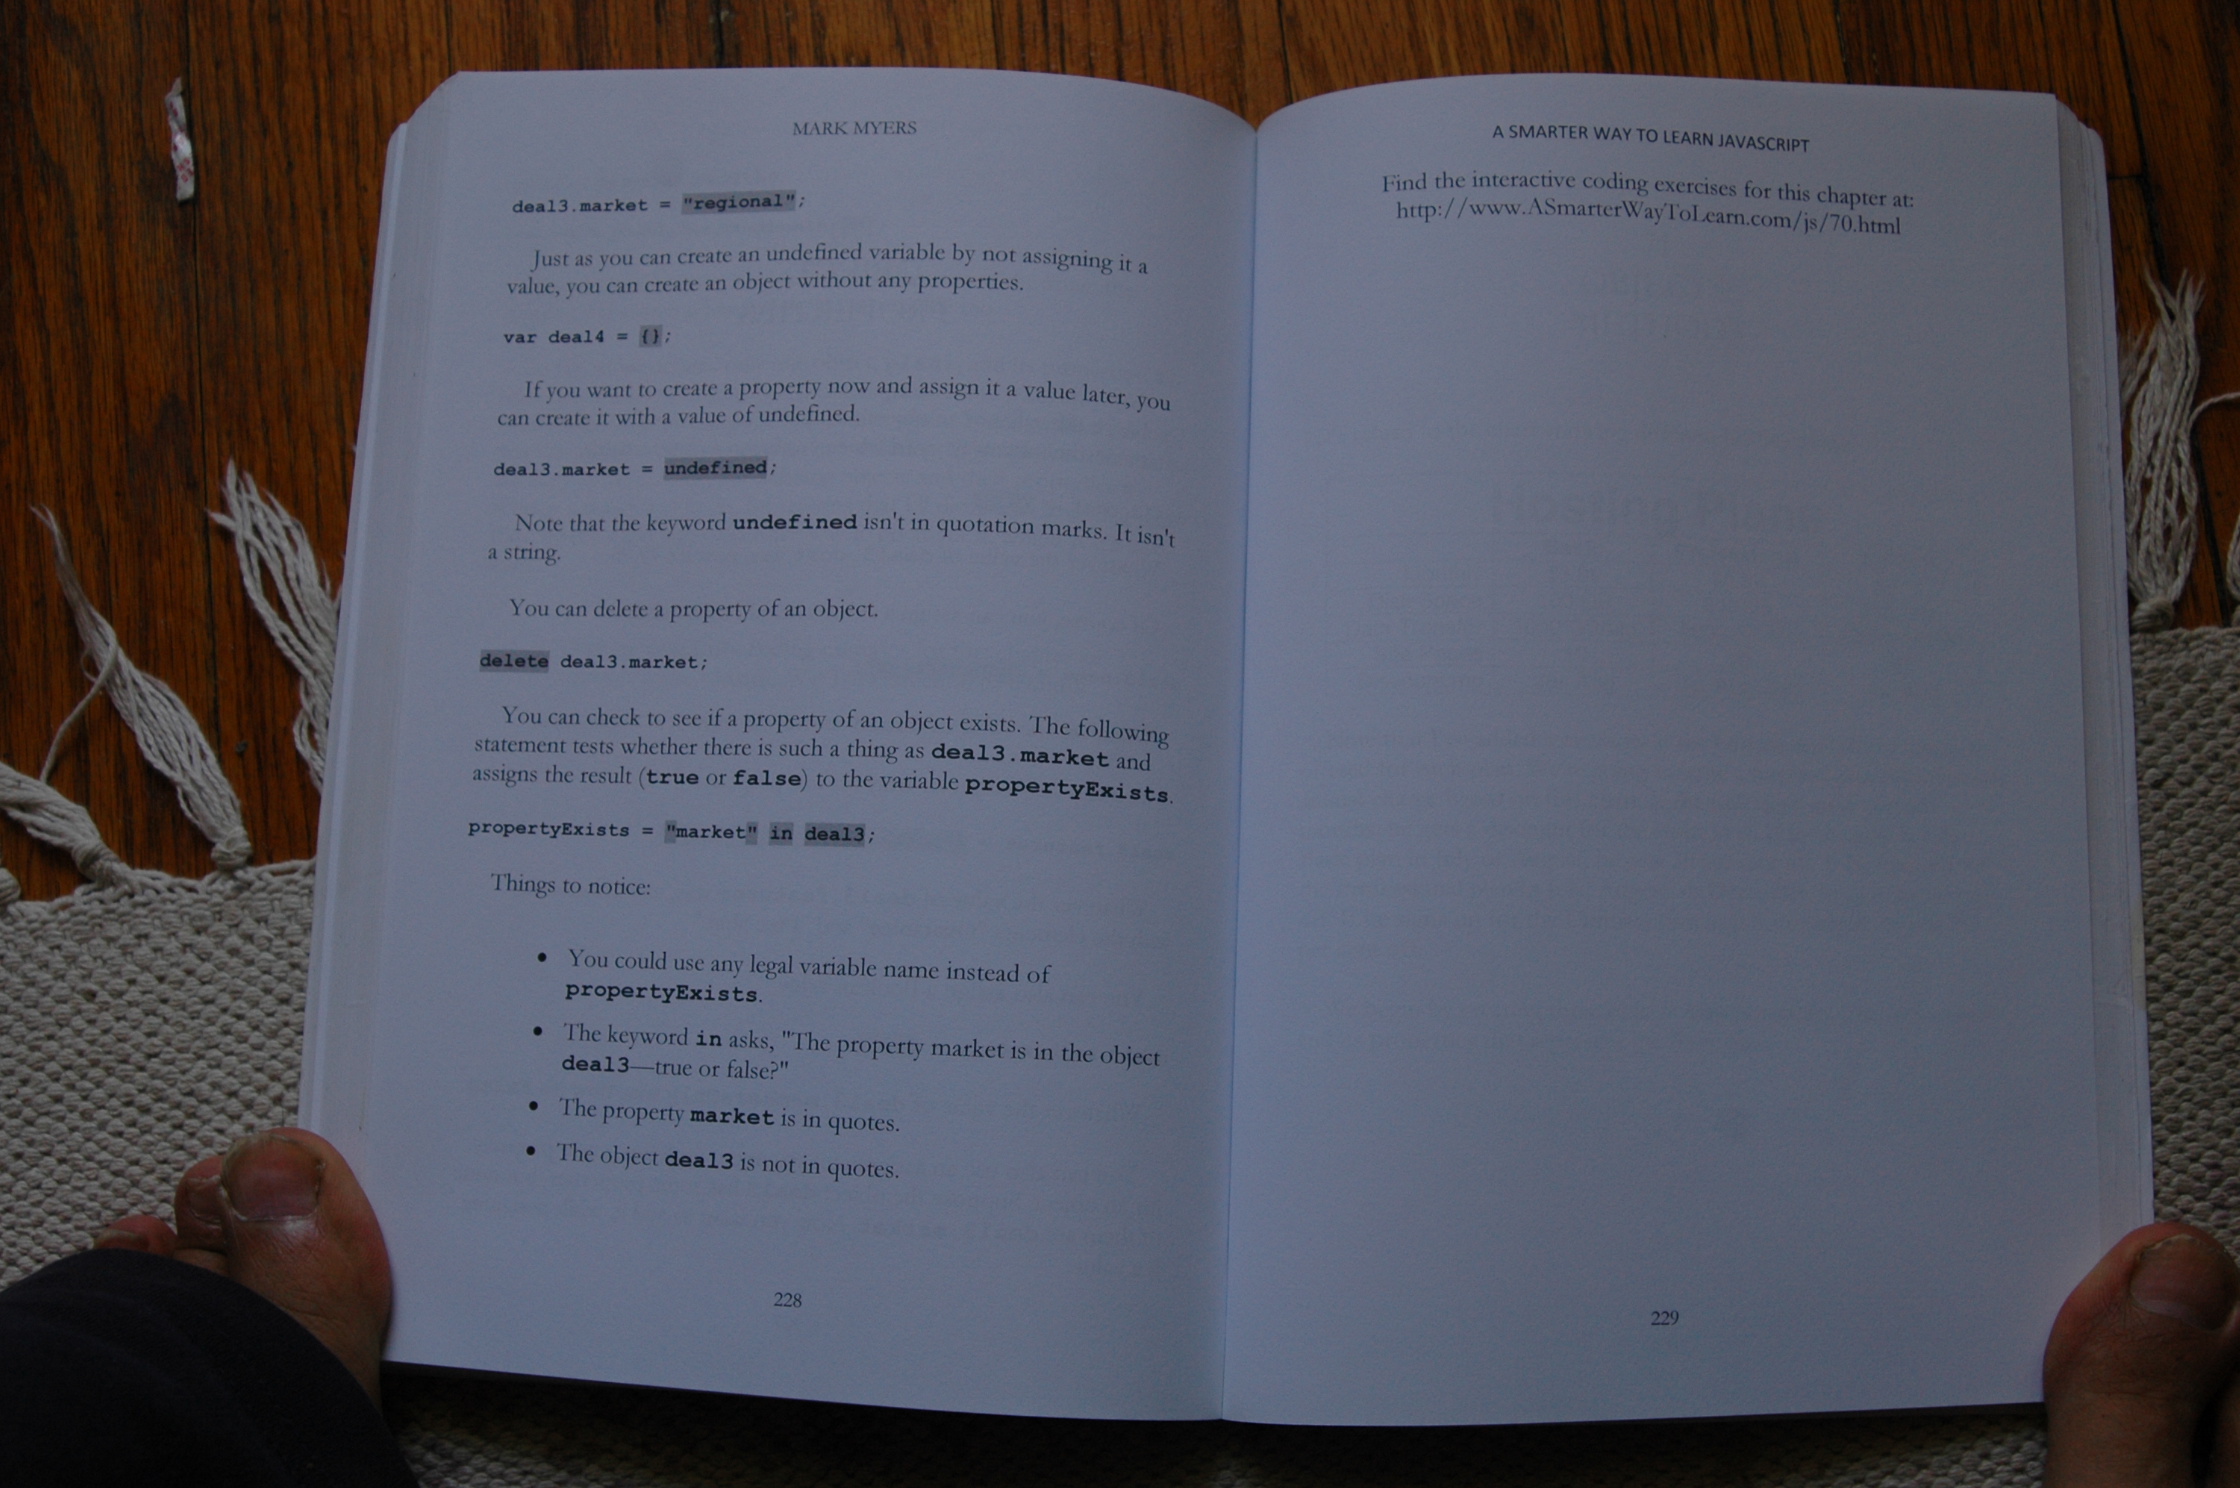 MARK MYERS
deal3.market = "regional";
Just as you can create an undefined variable by not assigning it a
value, you can create an object without any properties.
var deal4 = {};
If you want to create a property now and assign it a value later, you
can create it with a value of undefined.
deal3.market = undefined;
Note that the keyword undefined isn't in quotation marks. It isn't
a string.
You can delete a property of an object.
delete deal3.market;
You can check to see if a property of an object exists. The following
statement tests whether there is such a thing as deal3.market and
assigns the result (true or false) to the variable propertyExists.
propertyExists = "market" in deal3;
Things to notice:
• You could use any legal variable name instead of
propertyExists.
• The keyword in asks, "The property market is in the object
deal3—true or false?"
• The property market is in quotes.
• The object deal3 is not in quotes.
228
A SMARTER WAY TO LEARN JAVASCRIPT
Find the interactive coding exercises for this chapter at:
http://www.ASmarterWayToLearn.com/js/70.html
229